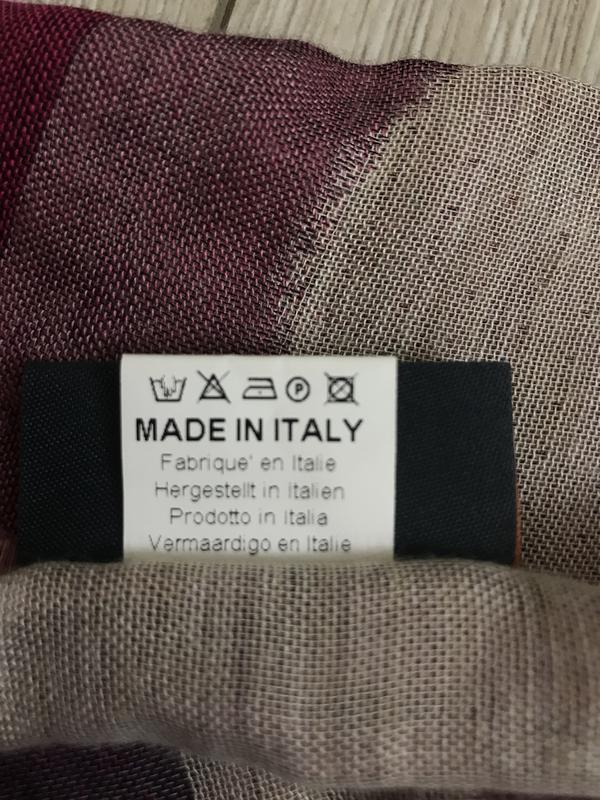 P
MADE IN ITALY
Fabrique' en Italie
Hergestellt in Italien
Prodotto in Italia
Vermaardigo en Italie